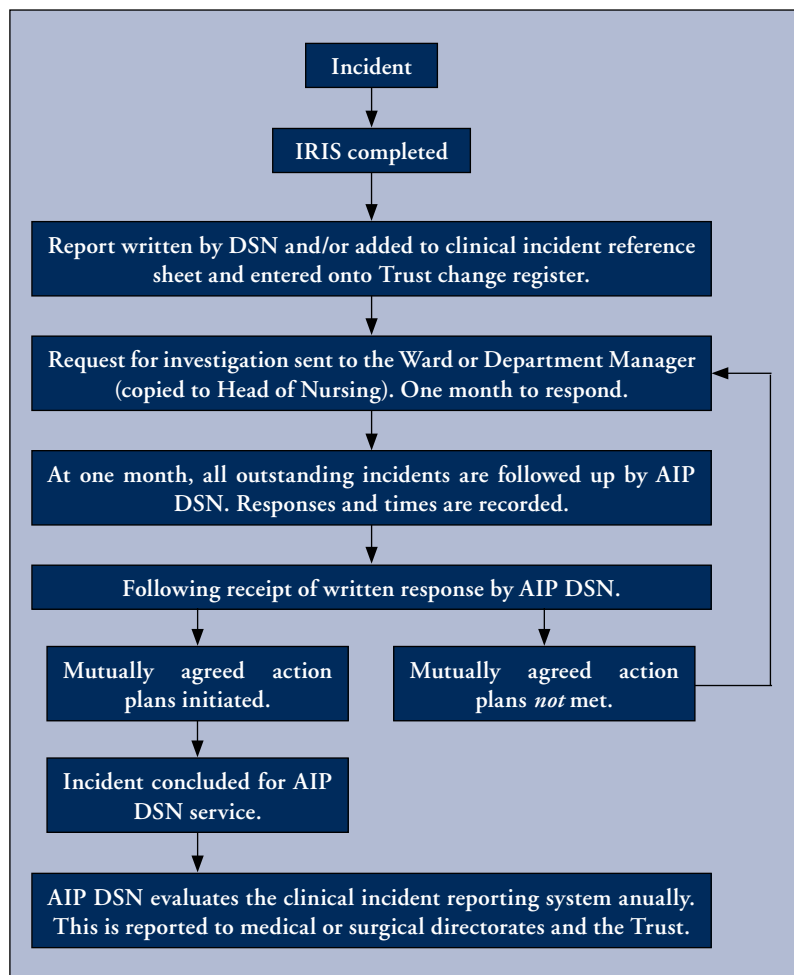 Incident
IRIS completed
Report written by DSN and/or added to clinical incident reference
sheet and entered onto Trust change register.
Request for investigation sent to the Ward or Department Manager
(copied to Head of Nursing). One month to respond.
At one month, all outstanding incidents are followed up by AIP
DSN. Responses and times are recorded.
Following receipt of written response by AIP DSN.
Mutually agreed action
plans initiated.
Mutually agreed action
plans not met.
Incident concluded for AIP
DSN service.
AIP DSN evaluates the clinical incident reporting system anually.
This is reported to medical or surgical directorates and the Trust.